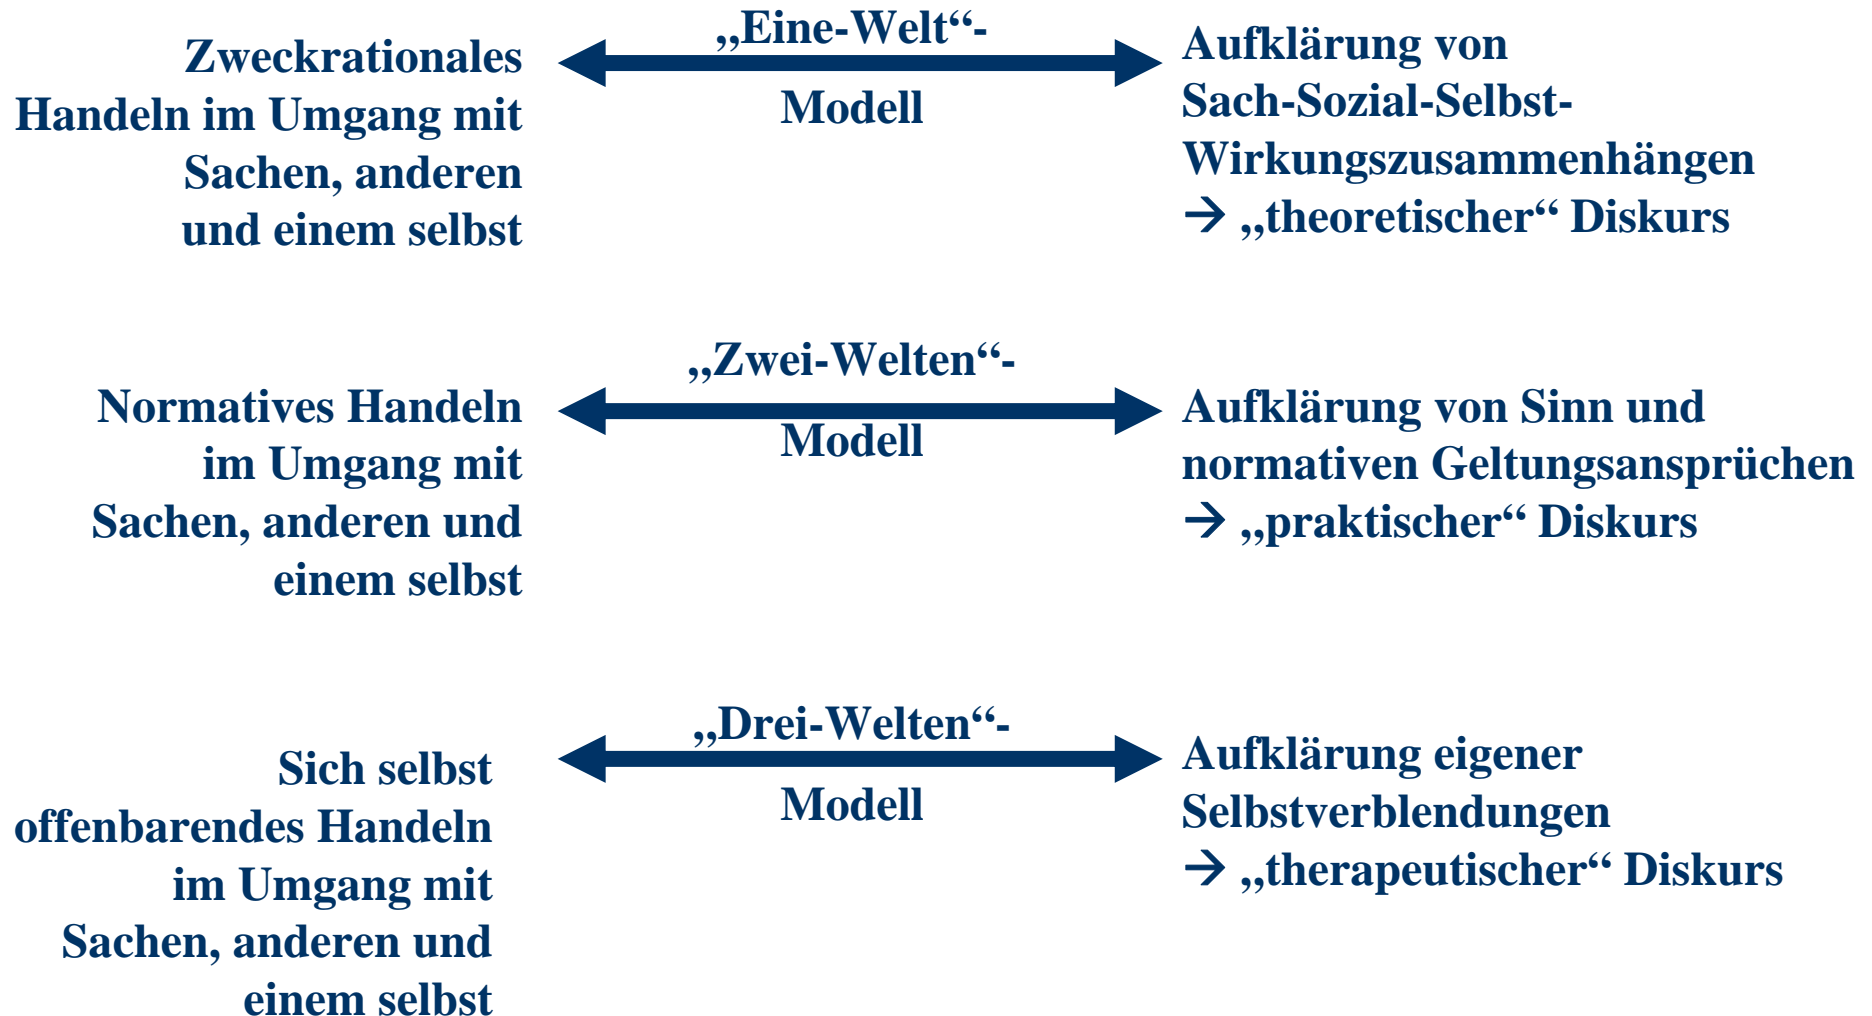 Zweckrationales
Handeln im Umgang mit
Sachen, anderen
und einem selbst
„Eine-Welt“-
Modell
Aufklärung von
Sach-Sozial-Selbst-
Wirkungszusammenhängen
→ „theoretischer“ Diskurs
Normatives Handeln
im Umgang mit
Sachen, anderen und
einem selbst
„Zwei-Welten“-
Modell
Aufklärung von Sinn und
normativen Geltungsansprüchen
→ „praktischer“ Diskurs
Sich selbst
offenbarendes Handeln
im Umgang mit
Sachen, anderen und
einem selbst
„Drei-Welten“-
Modell
Aufklärung eigener
Selbstverblendungen
→ „therapeutischer“ Diskurs